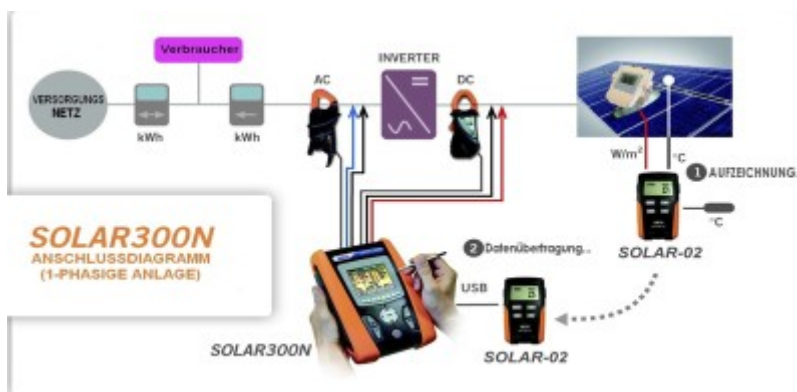 Verbraucher
VERSORGUNGS
NETZ
kWh
kWh
AC
INVERTER
DC
W/m²
°C
1 AUFZEICHNUNG
°C
SOLAR-02
SOLAR300N
ANSCHLUSSDIAGRAMM
(1-PHASIGE ANLAGE)
2 Datenübertragung...
USB
SOLAR300N
SOLAR-02